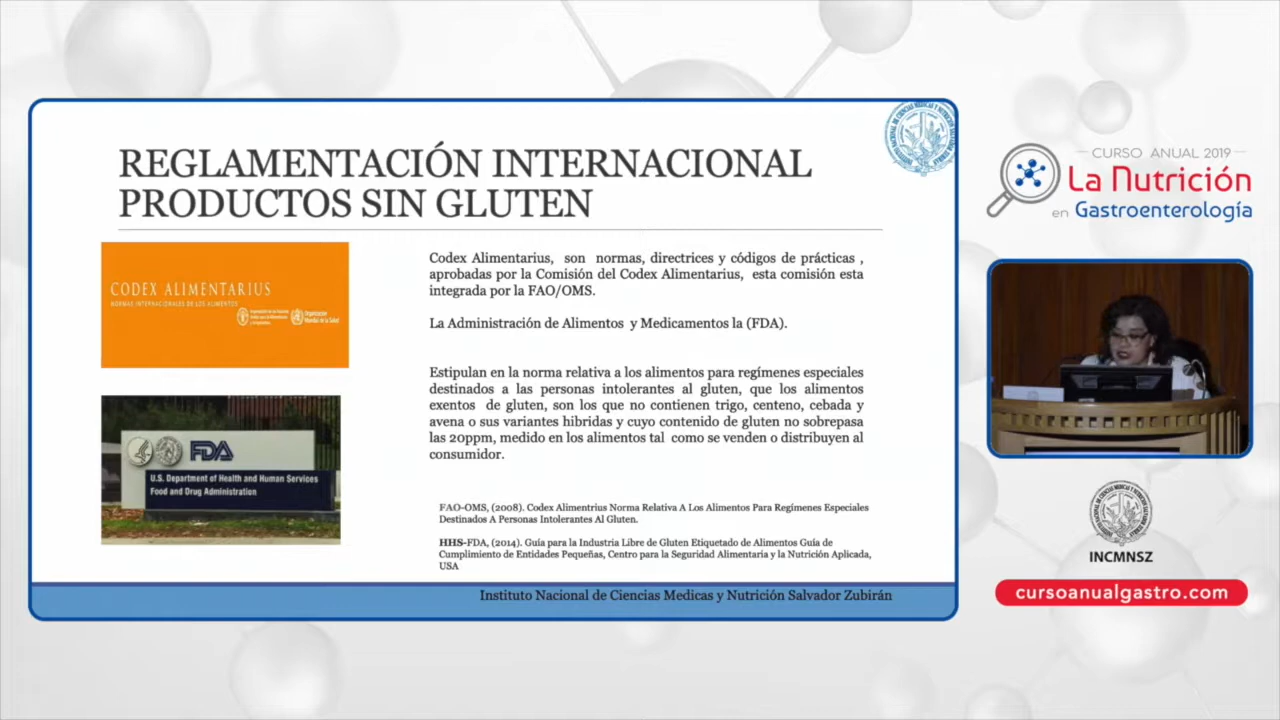 REGLAMENTACIÓN INTERNACIONAL
PRODUCTOS SIN GLUTEN
CODEX ALIMENTARIUS
NORMAS INTERNACIONALES DE LOS ALIMENTOS
Codex Alimentarius, son normas, directrices y códigos de prácticas ,
aprobadas por la Comisión del Codex Alimentarius, esta comisión esta
integrada por la FAO/OMS.
La Administración de Alimentos y Medicamentos la (FDA).
Estipulan en la norma relativa a los alimentos para regímenes especiales
destinados a las personas intolerantes al gluten, que los alimentos
exentos de gluten, son los que no contienen trigo, centeno, cebada y
avena o sus variantes hibridas y cuyo contenido de gluten no sobrepasa
las 20ppm, medido en los alimentos tal como se venden o distribuyen al
consumidor.
FDA
U.S. Department of Health and Human Services
Food and Drug Administration
FAO-OMS, (2008). Codex Alimentrius Norma Relativa A Los Alimentos Para Regímenes Especiales
Destinados A Personas Intolerantes Al Gluten.
HHS-FDA, (2014). Guía para la Industria Libre de Gluten Etiquetado de Alimentos Guía de
Cumplimiento de Entidades Pequeñas, Centro para la Seguridad Alimentaria y la Nutrición Aplicada,
USA
Instituto Nacional de Ciencias Medicas y Nutrición Salvador Zubirán
CURSO ANUAL 2019
La Nutrición
en Gastroenterología
INCMNSZ
cursoanualgastro.com